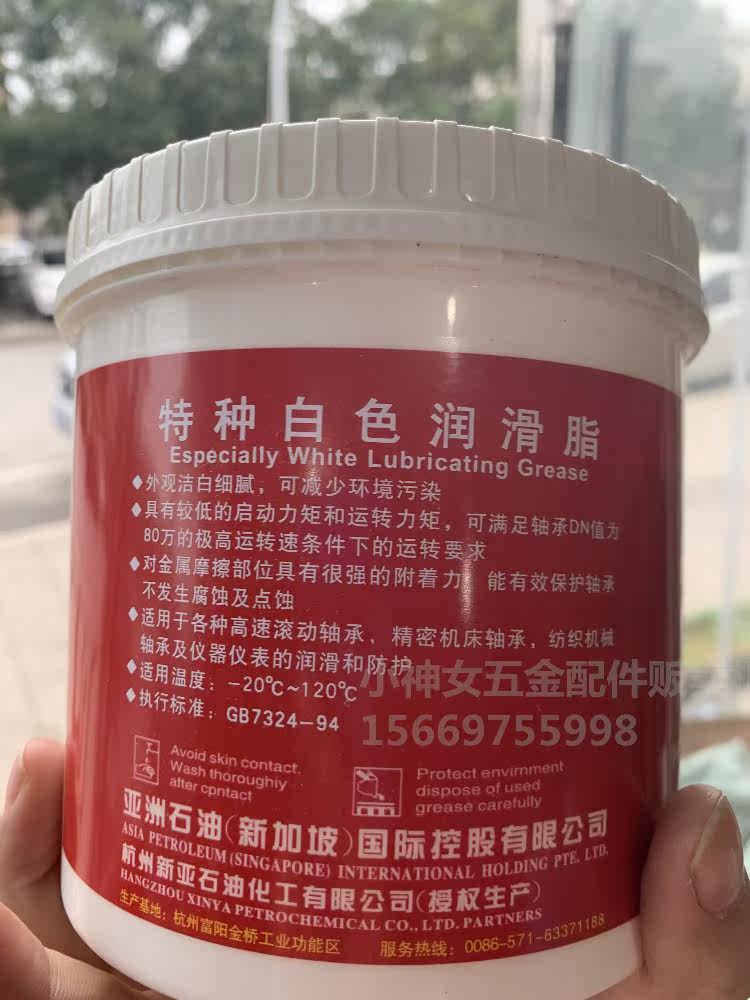 特种白色润滑脂
Especially White Lubricating Grease
◆外观洁白细腻，可减少环境污染
◆具有较低的启动力矩和运转力矩，可满足轴承DN值为
80万的极高运转速条件下的运转要求
◆对金属摩擦部位具有很强的附着力，能有效保护轴承
不发生腐蚀及点蚀
◆适用于各种高速滚动轴承，精密机床轴承，纺织机械
轴承及仪器仪表的润滑和防护
◆适用温度：-20℃~120℃
◆执行标准：GB7324-94
小神女五金配件贩
15669755998
Avoid skin contact.
Wash thoroughiy
after cpntact
Protect envirnment
dispose of used
grease carefully
亚洲石油（新加坡）国际控股有限公司
ASIA PETROLEUM (SINGAPORE) INTERNATIONAL HOLDING PTE. LTD.
杭州新亚石油化工有限公司（授权生产）
HANGZHOU XINYA PETROCHEMICAL CO., LTD. PARTNERS
生产基地：杭州富阳金桥工业功能区 服务热线：0086-571-63371188